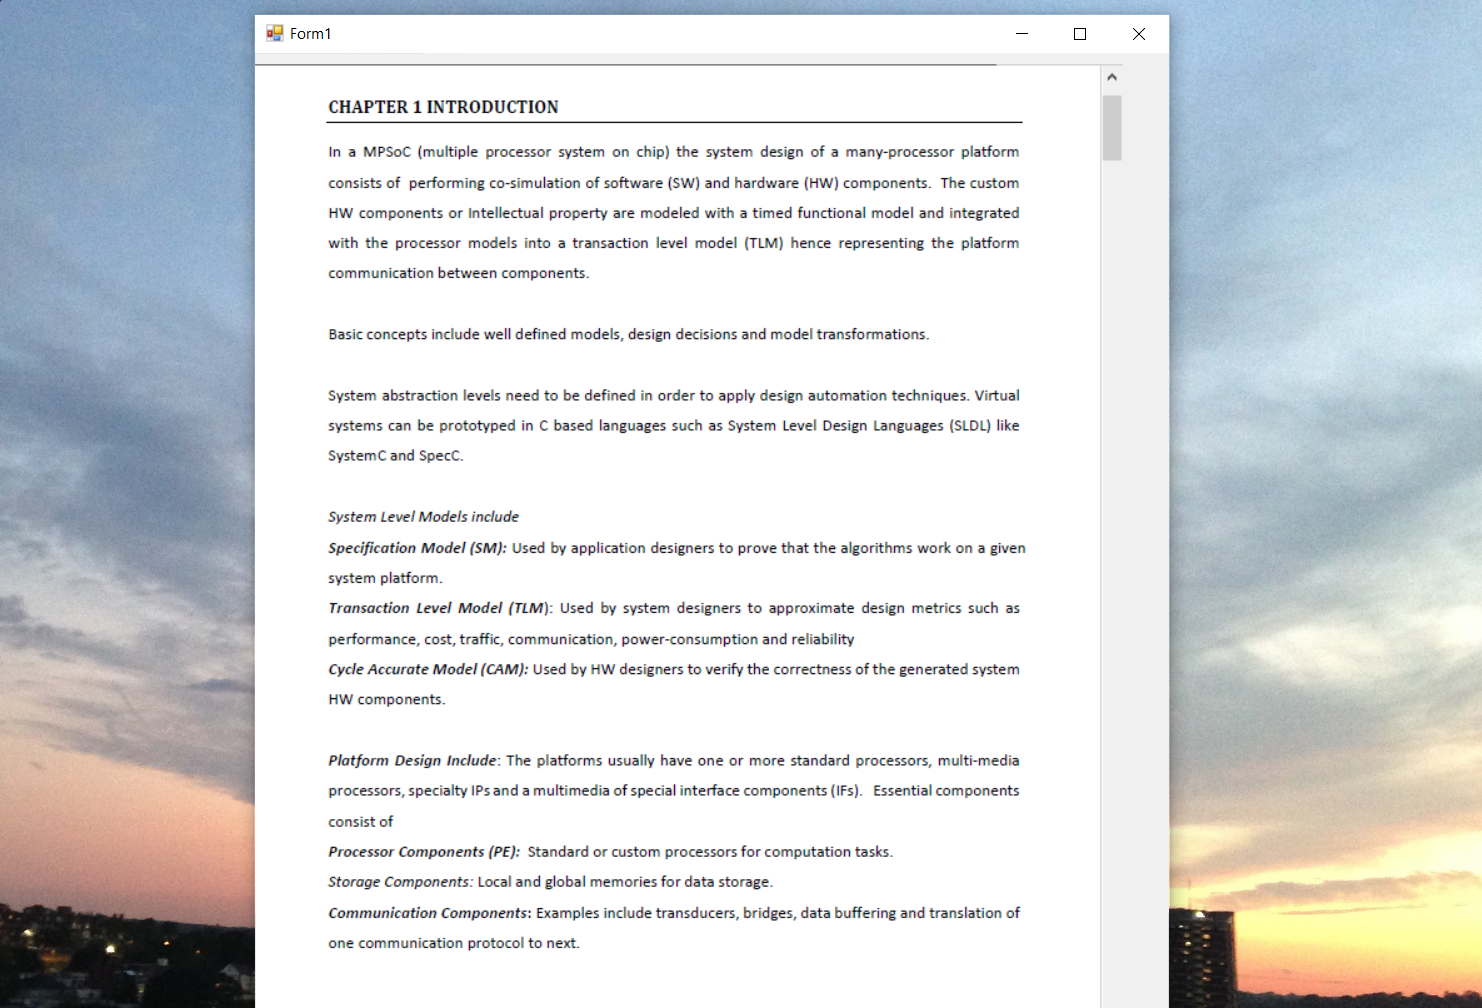 Form1
CHAPTER 1 INTRODUCTION
In a MPSoC (multiple processor system on chip) the system design of a many-processor platform
consists of performing co-simulation of software (SW) and hardware (HW) components. The custom
HW components or Intellectual property are modeled with a timed functional model and integrated
with the processor models into a transaction level model (TLM) hence representing the platform
communication between components.
Basic concepts include well defined models, design decisions and model transformations.
System abstraction levels need to be defined in order to apply design automation techniques. Virtual
systems can be prototyped in C based languages such as System Level Design Languages (SLDL) like
SystemC and SpecC.
System Level Models include
Specification Model (SM): Used by application designers to prove that the algorithms work on a given
system platform.
Transaction Level Model (TLM): Used by system designers to approximate design metrics such as
performance, cost, traffic, communication, power-consumption and reliability
Cycle Accurate Model (CAM): Used by HW designers to verify the correctness of the generated system
HW components.
Platform Design Include: The platforms usually have one or more standard processors, multi-media
processors, specialty IPs and a multimedia of special interface components (IFs). Essential components
consist of
Processor Components (PE): Standard or custom processors for computation tasks.
Storage Components: Local and global memories for data storage.
Communication Components: Examples include transducers, bridges, data buffering and translation of
one communication protocol to next.